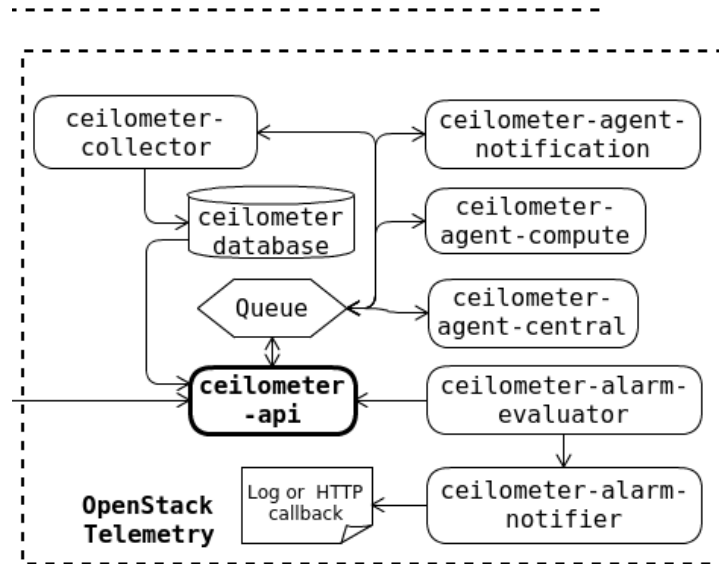 ceilometer-
collector
ceilometer-agent-
notification
ceilometer
database
ceilometer-
agent-compute
Queue
ceilometer-
agent-central
ceilometer
-api
ceilometer-alarm-
evaluator
OpenStack
Telemetry
Log or HTTP
callback
ceilometer-alarm-
notifier